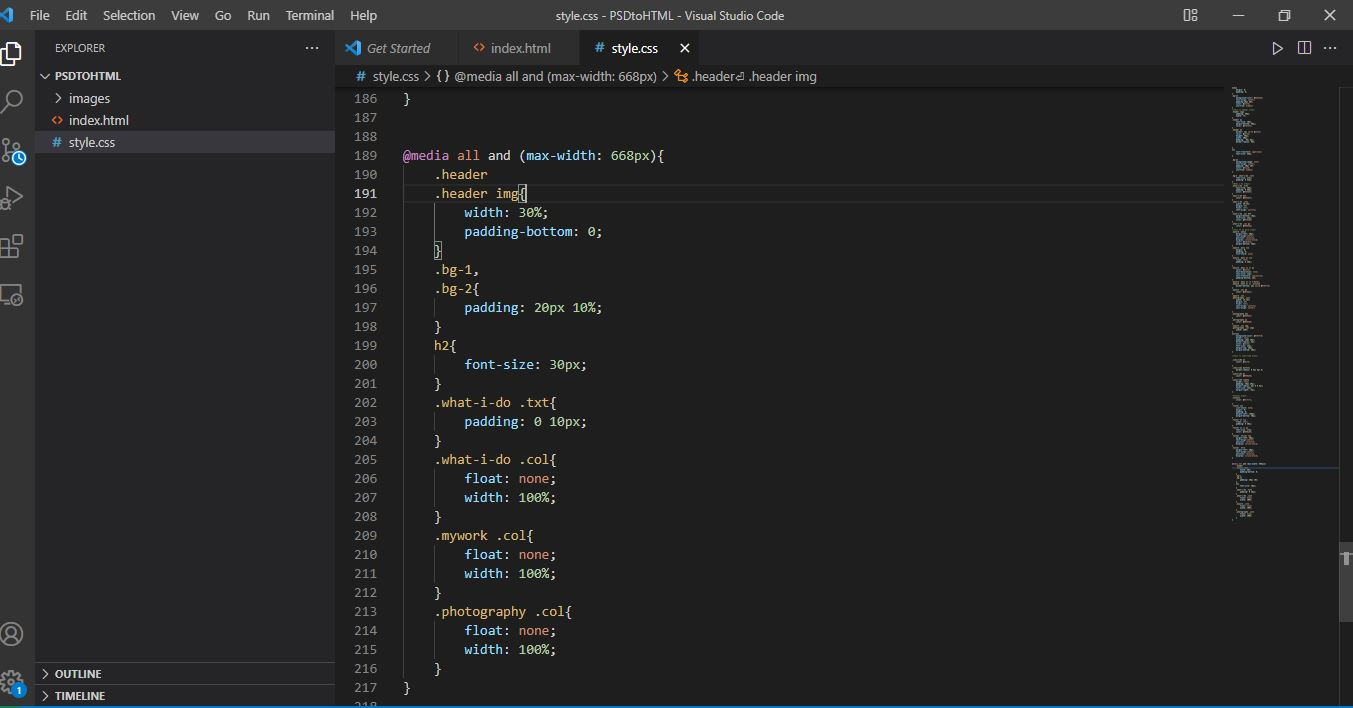 File Edit Selection View Go Run Terminal Help style.css - PSDtoHTML - Visual Studio Code
EXPLORER ...
PSDTOHTML
images
index.html
# style.css
OUTLINE
TIMELINE
1
Get Started <> index.html # style.css
# style.css > {} @media all and (max-width: 668px) > .header⏎ .header img
186 }
187
188
189 @media all and (max-width: 668px){
190 .header
191 .header img{
192 width: 30%;
193 padding-bottom: 0;
194 }
195 .bg-1,
196 .bg-2{
197 padding: 20px 10%;
198 }
199 h2{
200 font-size: 30px;
201 }
202 .what-i-do .txt{
203 padding: 0 10px;
204 }
205 .what-i-do .col{
206 float: none;
207 width: 100%;
208 }
209 .mywork .col{
210 float: none;
211 width: 100%;
212 }
213 .photography .col{
214 float: none;
215 width: 100%;
216 }
217 }
218